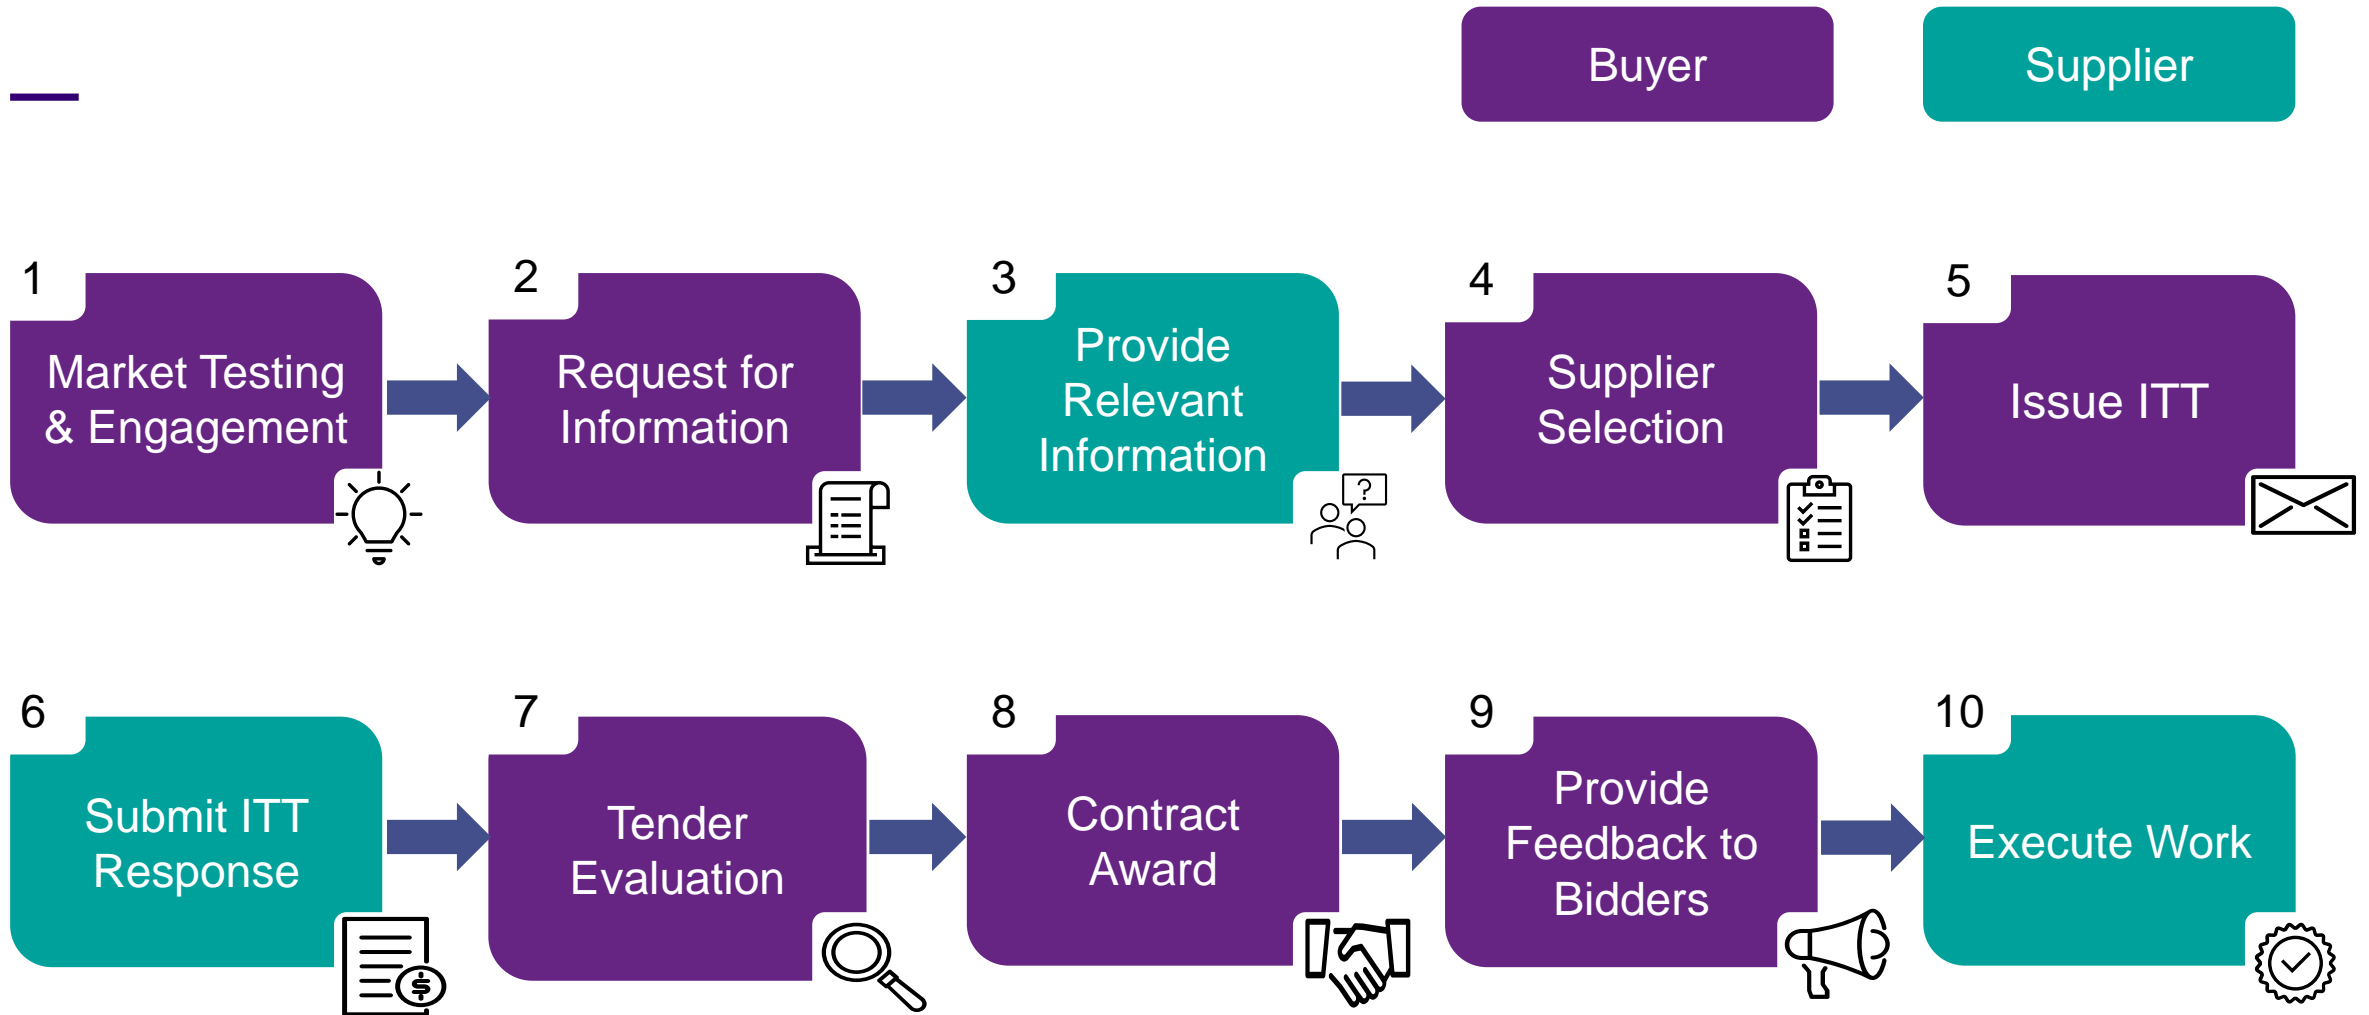 Buyer
Supplier
1
2
3
4
5
Market Testing
& Engagement
Request for
Information
Provide
Relevant
Information
?
Supplier
Selection
Issue ITT
6
7
8
9
10
Submit ITT
Response
$
Tender
Evaluation
Contract
Award
Provide
Feedback to
Bidders
Execute Work